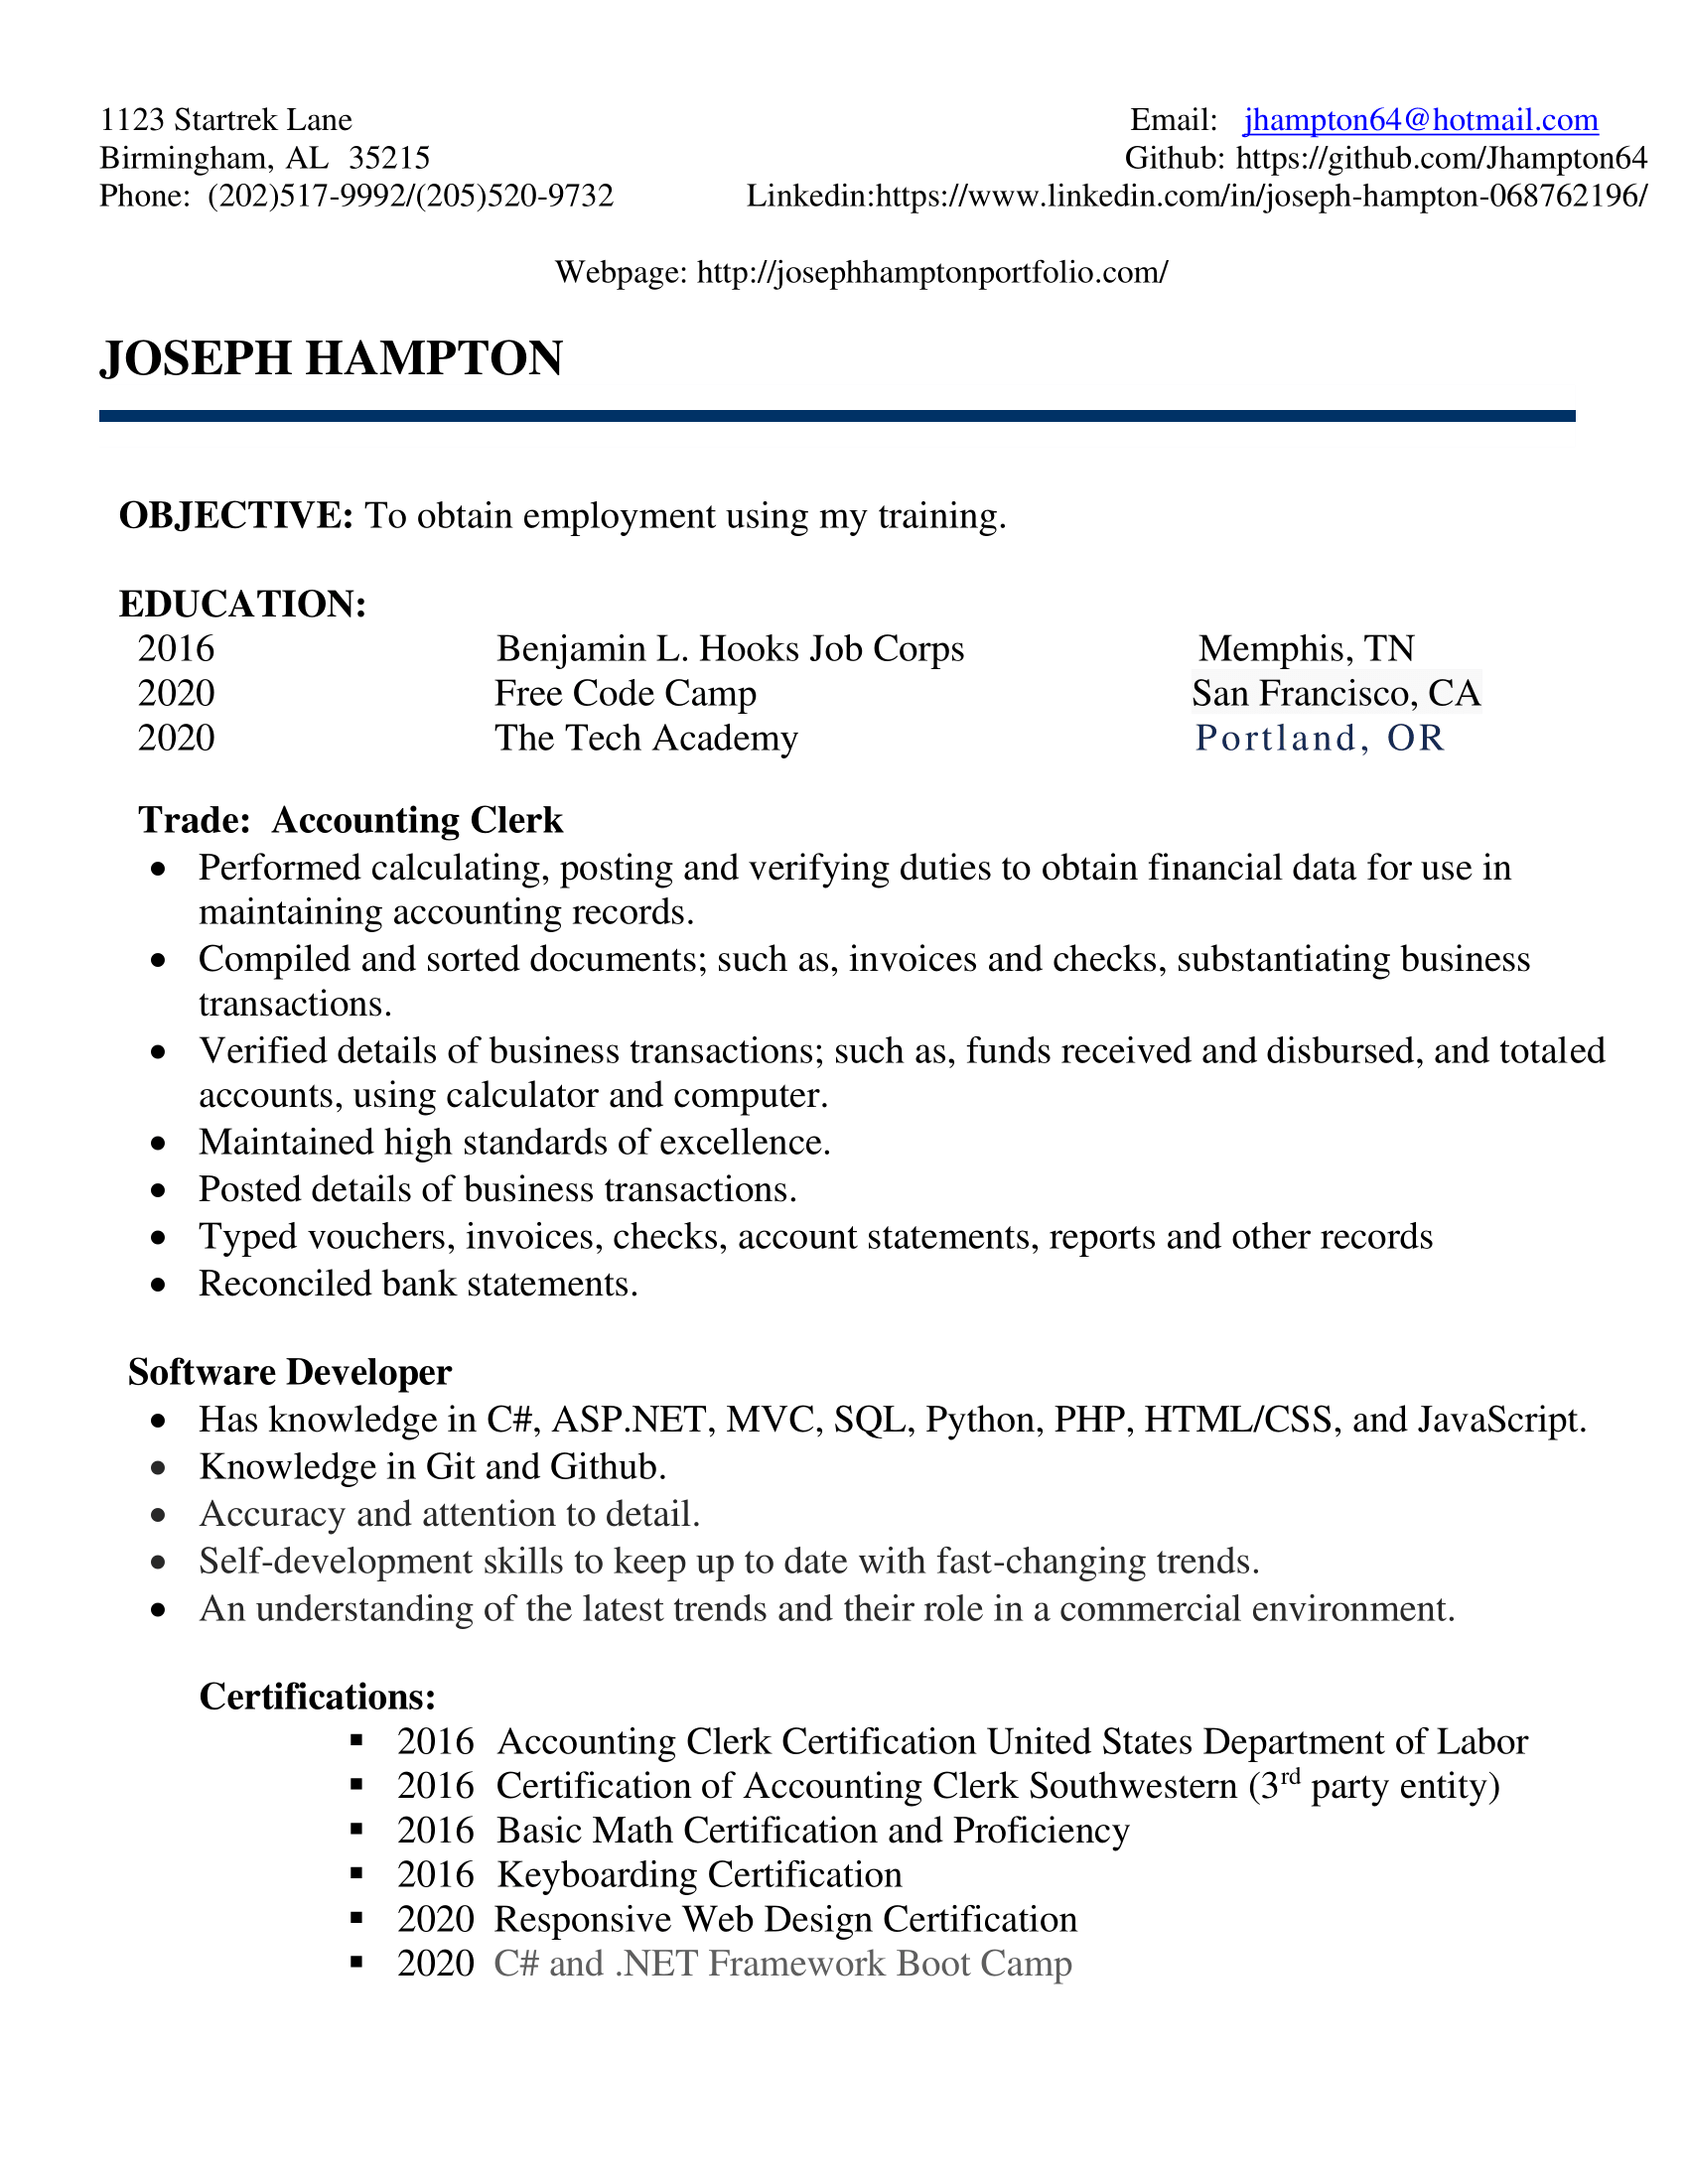 1123 Startrek Lane Email: jhampton64@hotmail.com
Birmingham, AL 35215 Github: https://github.com/Jhampton64
Phone: (202)517-9992/(205)520-9732 Linkedin:https://www.linkedin.com/in/joseph-hampton-068762196/
Webpage: http://josephhamptonportfolio.com/
JOSEPH HAMPTON
OBJECTIVE: To obtain employment using my training.
EDUCATION:
2016 Benjamin L. Hooks Job Corps Memphis, TN
2020 Free Code Camp San Francisco, CA
2020 The Tech Academy Portland, OR
Trade: Accounting Clerk
• Performed calculating, posting and verifying duties to obtain financial data for use in
maintaining accounting records.
• Compiled and sorted documents; such as, invoices and checks, substantiating business
transactions.
• Verified details of business transactions; such as, funds received and disbursed, and totaled
accounts, using calculator and computer.
• Maintained high standards of excellence.
• Posted details of business transactions.
• Typed vouchers, invoices, checks, account statements, reports and other records
• Reconciled bank statements.
Software Developer
• Has knowledge in C#, ASP.NET, MVC, SQL, Python, PHP, HTML/CSS, and JavaScript.
• Knowledge in Git and Github.
• Accuracy and attention to detail.
• Self-development skills to keep up to date with fast-changing trends.
• An understanding of the latest trends and their role in a commercial environment.
Certifications:
▪ 2016 Accounting Clerk Certification United States Department of Labor
▪ 2016 Certification of Accounting Clerk Southwestern (3rd party entity)
▪ 2016 Basic Math Certification and Proficiency
▪ 2016 Keyboarding Certification
▪ 2020 Responsive Web Design Certification
▪ 2020 C# and .NET Framework Boot Camp